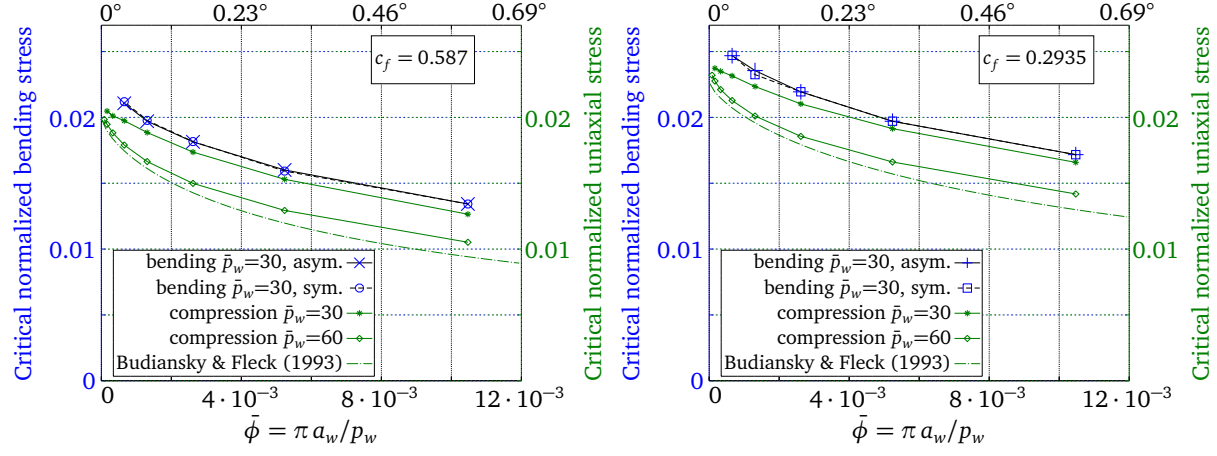 0° 0.23° 0.46° 0.69°
Critical normalized bending stress
c_f = 0.587
0.02
0.01
0
0.02
0.01
Critical normalized uniaxial stress
bending p̄_w=30, asym.
bending p̄_w=30, sym.
compression p̄_w=30
compression p̄_w=60
Budiansky & Fleck (1993)
0 4·10⁻³ 8·10⁻³ 12·10⁻³
ϕ̄ = π a_w/p_w
0° 0.23° 0.46° 0.69°
Critical normalized bending stress
c_f = 0.2935
0.02
0.01
0
0.02
0.01
Critical normalized uniaxial stress
bending p̄_w=30, asym.
bending p̄_w=30, sym.
compression p̄_w=30
compression p̄_w=60
Budiansky & Fleck (1993)
0 4·10⁻³ 8·10⁻³ 12·10⁻³
ϕ̄ = π a_w/p_w